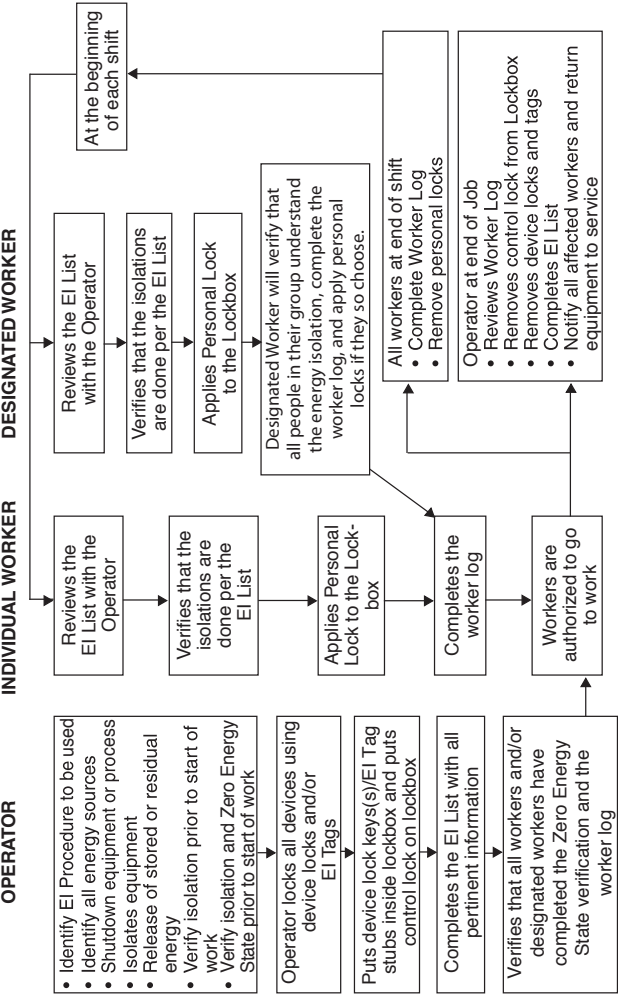 OPERATOR
• Identify EI Procedure to be used
• Identify all energy sources
• Shutdown equipment or process
• Isolates equipment
• Release of stored or residual
energy
• Verify isolation prior to start of
work
• Verify isolation and Zero Energy
State prior to start of work
Operator locks all devices using
device locks and/or
EI Tags
Puts device lock keys(s)/EI Tag
stubs inside lockbox and puts
control lock on lockbox
Completes the EI List with all
pertinent information
Verifies that all workers and/or
designated workers have
completed the Zero Energy
State verification and the
worker log
INDIVIDUAL WORKER
Reviews the
EI List with the
Operator
Verifies that the
isolations are
done per the
EI List
Applies Personal
Lock to the Lock-
box
Completes the
worker log
Workers are
authorized to go
to work
DESIGNATED WORKER
Reviews the EI List
with the Operator
Verifies that the isolations
are done per the EI List
Applies Personal Lock
to the Lockbox
Designated Worker will verify that
all people in their group understand
the energy isolation, complete the
worker log, and apply personal
locks if they so choose.
At the beginning
of each shift
All workers at end of shift
• Complete Worker Log
• Remove personal locks
Operator at end of Job
• Reviews Worker Log
• Removes control lock from Lockbox
• Removes device locks and tags
• Completes EI List
• Notify all affected workers and return
equipment to service